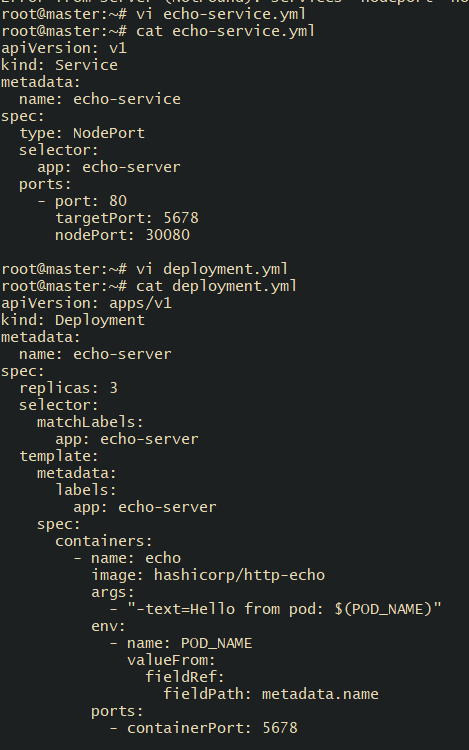 root@master:~# vi echo-service.yml
root@master:~# cat echo-service.yml
apiVersion: v1
kind: Service
metadata:
  name: echo-service
spec:
  type: NodePort
  selector:
    app: echo-server
  ports:
    - port: 80
      targetPort: 5678
      nodePort: 30080

root@master:~# vi deployment.yml
root@master:~# cat deployment.yml
apiVersion: apps/v1
kind: Deployment
metadata:
  name: echo-server
spec:
  replicas: 3
  selector:
    matchLabels:
      app: echo-server
  template:
    metadata:
      labels:
        app: echo-server
    spec:
      containers:
        - name: echo
          image: hashicorp/http-echo
          args:
            - "-text=Hello from pod: $(POD_NAME)"
          env:
            - name: POD_NAME
              valueFrom:
                fieldRef:
                  fieldPath: metadata.name
          ports:
            - containerPort: 5678